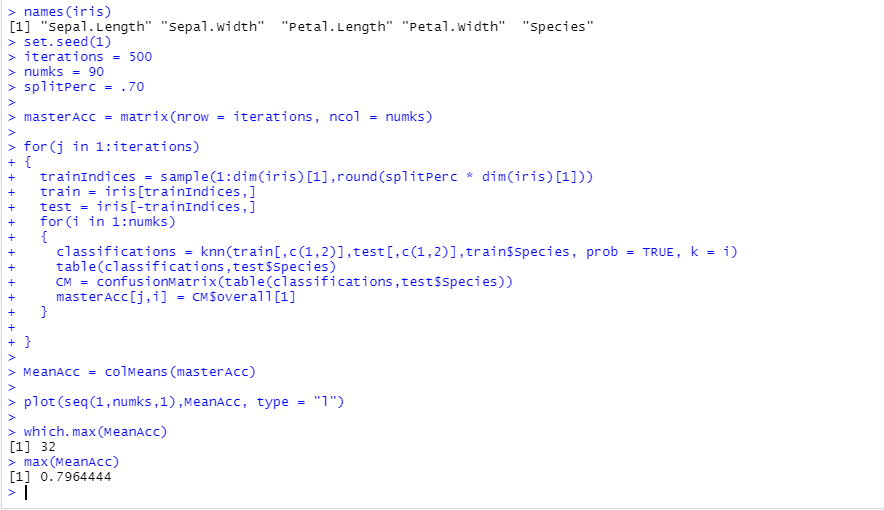 > names(iris)
[1] "Sepal.Length" "Sepal.Width"  "Petal.Length" "Petal.Width"  "Species"
> set.seed(1)
> iterations = 500
> numks = 90
> splitPerc = .70
>
> masterAcc = matrix(nrow = iterations, ncol = numks)
>
> for(j in 1:iterations)
+ {
+   trainIndices = sample(1:dim(iris)[1],round(splitPerc * dim(iris)[1]))
+   train = iris[trainIndices,]
+   test = iris[-trainIndices,]
+   for(i in 1:numks)
+   {
+     classifications = knn(train[,c(1,2)],test[,c(1,2)],train$Species, prob = TRUE, k = i)
+     table(classifications,test$Species)
+     CM = confusionMatrix(table(classifications,test$Species))
+     masterAcc[j,i] = CM$overall[1]
+   }
+
+ }
>
> MeanAcc = colMeans(masterAcc)
>
> plot(seq(1,numks,1),MeanAcc, type = "l")
>
> which.max(MeanAcc)
[1] 32
> max(MeanAcc)
[1] 0.7964444
>